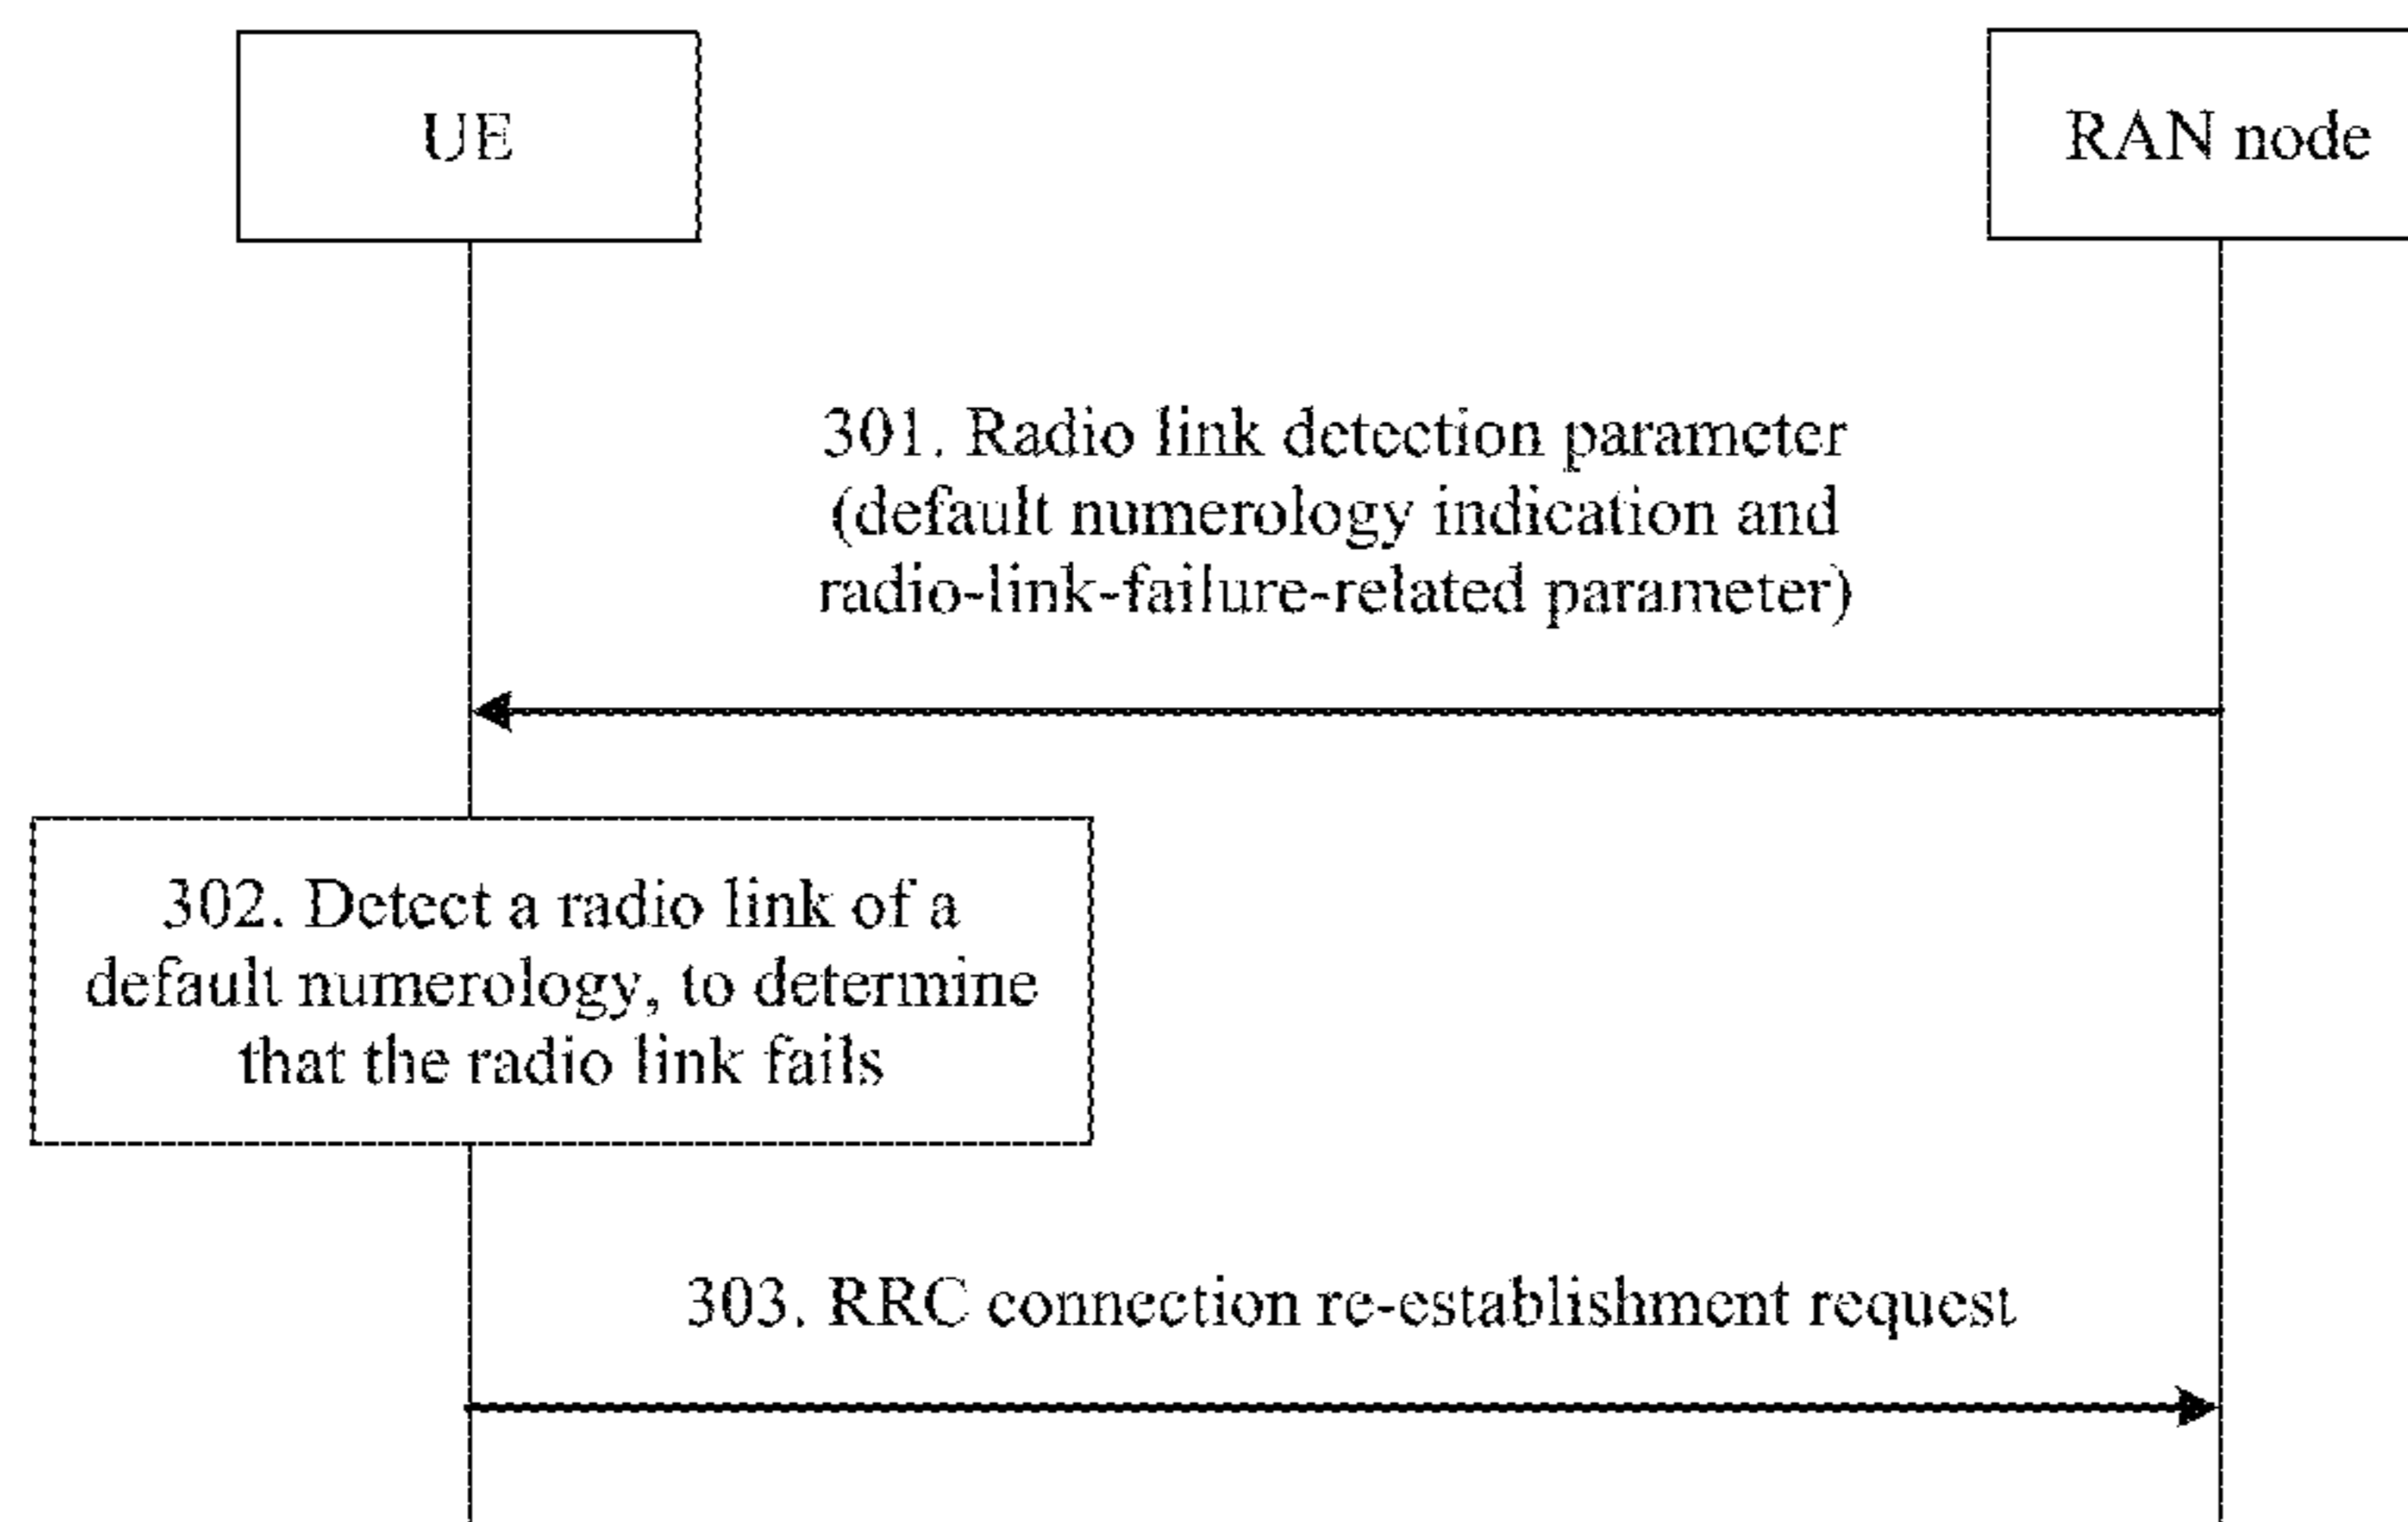 UE
RAN node
301. Radio link detection parameter
(default numerology indication and
radio-link-failure-related parameter)
302. Detect a radio link of a
default numerology, to determine
that the radio link fails
303. RRC connection re-establishment request